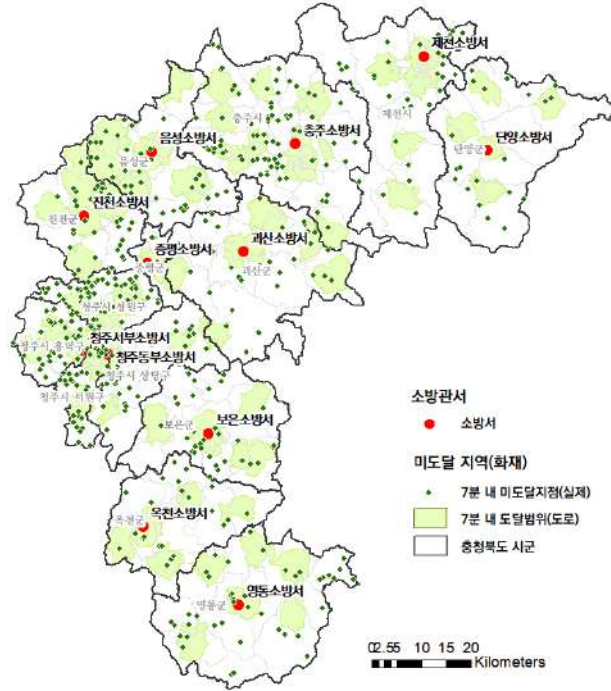 제천소방서
충주시
충주소방서
제천시
단양소방서
단양군
음성소방서
음성군
진천소방서
진천군
증평소방서
증평군
괴산소방서
괴산군
청주시 청원구
청주시 흥덕구
청주서부소방서
청주동부소방서
청주시 상당구
청주시 서원구
보은소방서
보은군
옥천소방서
옥천군
영동소방서
영동군
소방관서
소방서
미도달 지역(화재)
7분 내 미도달지점(실제)
7분 내 도달범위(도로)
충청북도 시군
02.55 10 15 20
Kilometers